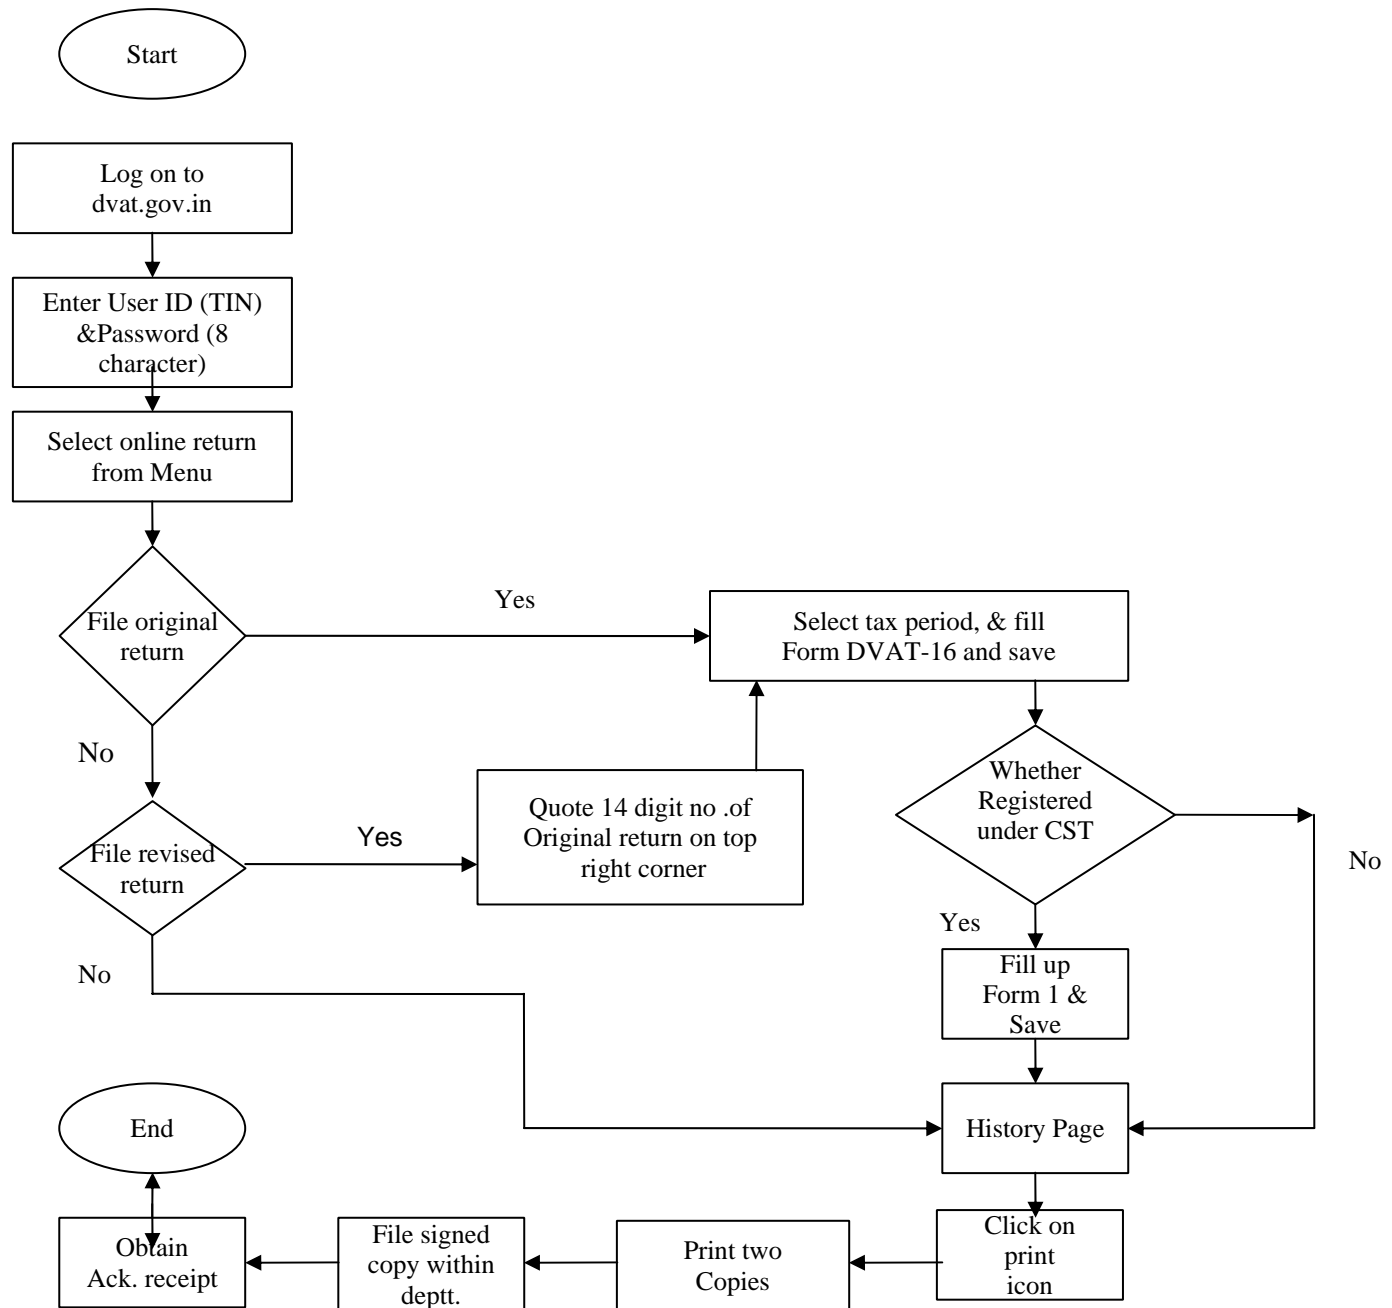 Start
Log on to
dvat.gov.in
Enter User ID (TIN)
&Password (8
character)
Select online return
from Menu
File original
return
Yes
Select tax period, & fill
Form DVAT-16 and save
No
Quote 14 digit no .of
Original return on top
right corner
Whether
Registered
under CST
File revised
return
Yes
No
Yes
No
Fill up
Form 1 &
Save
End
History Page
Obtain
Ack. receipt
File signed
copy within
deptt.
Print two
Copies
Click on
print
icon